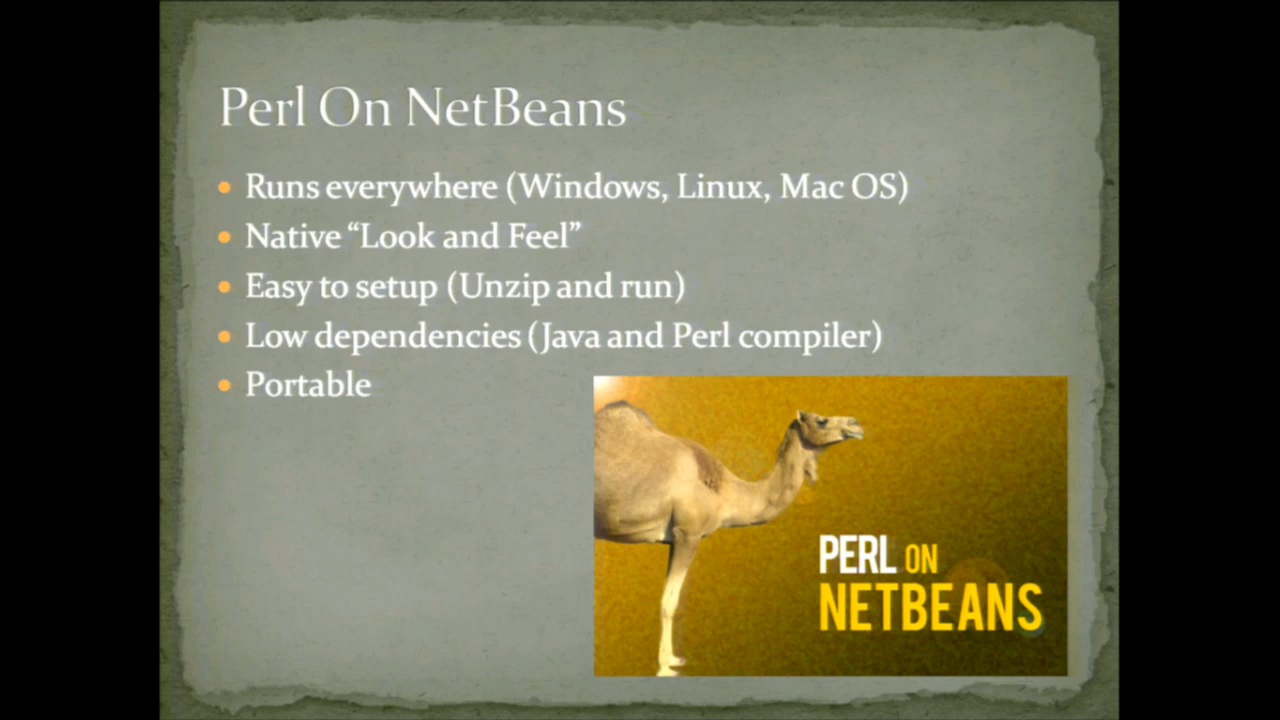 Perl On NetBeans
• Runs everywhere (Windows, Linux, Mac OS)
• Native “Look and Feel”
• Easy to setup (Unzip and run)
• Low dependencies (Java and Perl compiler)
• Portable
PERL ON
NETBEANS